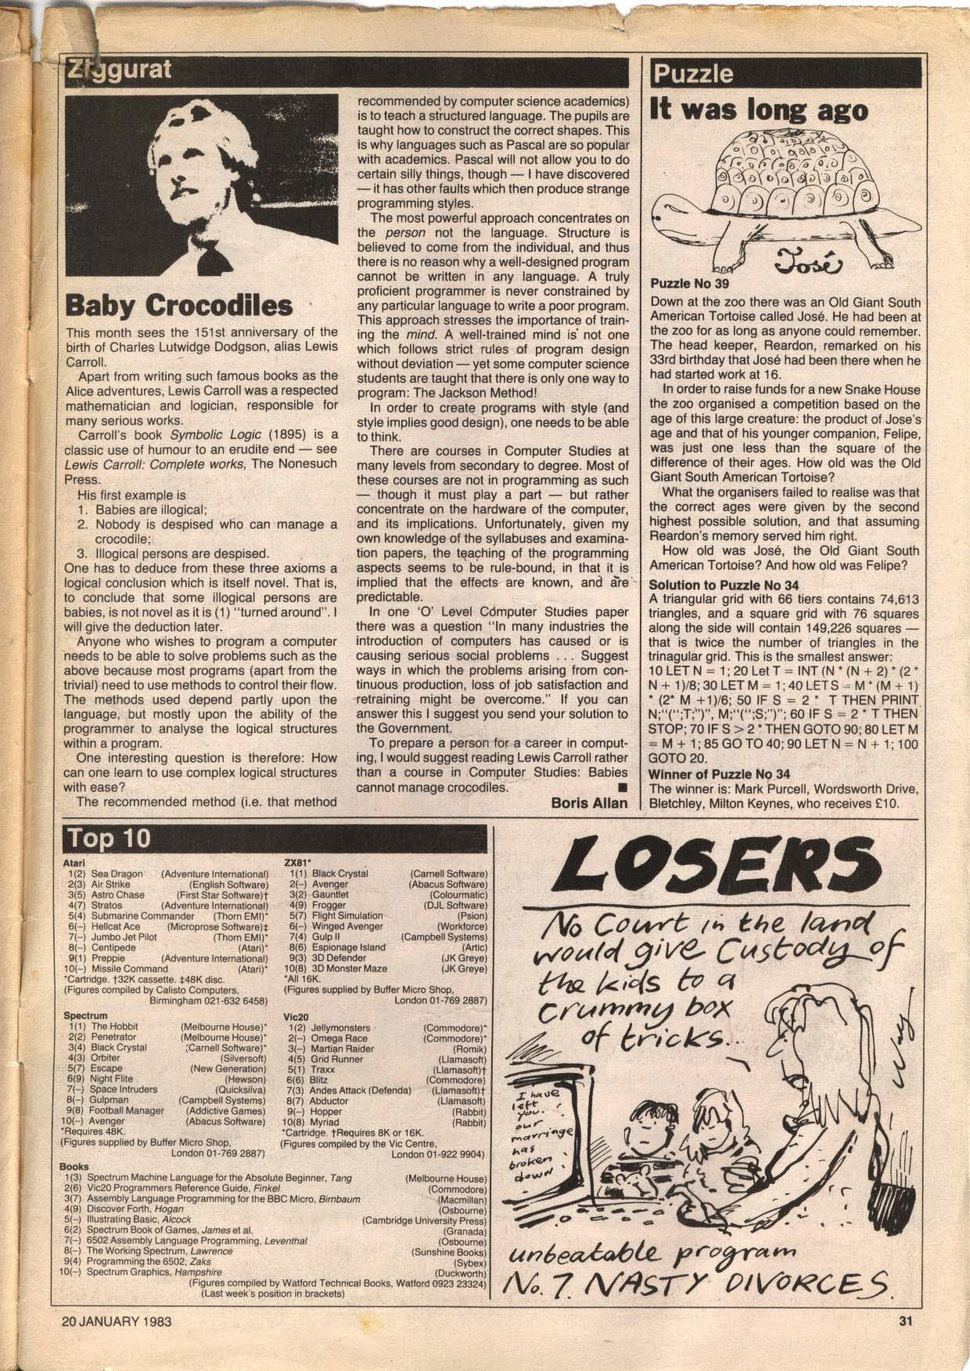 Ziggurat
Baby Crocodiles
This month sees the 151st anniversary of the
birth of Charles Lutwidge Dodgson, alias Lewis
Carroll.
Apart from writing such famous books as the
Alice adventures, Lewis Carroll was a respected
mathematician and logician, responsible for
many serious works.
Carroll's book Symbolic Logic (1895) is a
classic use of humour to an erudite end — see
Lewis Carroll: Complete works, The Nonesuch
Press.
His first example is
1. Babies are illogical;
2. Nobody is despised who can manage a
crocodile;
3. Illogical persons are despised.
One has to deduce from these three axioms a
logical conclusion which is itself novel. That is,
to conclude that some illogical persons are
babies, is not novel as it is (1) "turned around". I
will give the deduction later.
Anyone who wishes to program a computer
needs to be able to solve problems such as the
above because most programs (apart from the
trivial) need to use methods to control their flow.
The methods used depend partly upon the
language, but mostly upon the ability of the
programmer to analyse the logical structures
within a program.
One interesting question is therefore: How
can one learn to use complex logical structures
with ease?
The recommended method (i.e. that method
recommended by computer science academics)
is to teach a structured language. The pupils are
taught how to construct the correct shapes. This
is why languages such as Pascal are so popular
with academics. Pascal will not allow you to do
certain silly things, though — I have discovered
— it has other faults which then produce strange
programming styles.
The most powerful approach concentrates on
the person not the language. Structure is
believed to come from the individual, and thus
there is no reason why a well-designed program
cannot be written in any language. A truly
proficient programmer is never constrained by
any particular language to write a poor program.
This approach stresses the importance of train-
ing the mind. A well-trained mind is not one
which follows strict rules of program design
without deviation — yet some computer science
students are taught that there is only one way to
program: The Jackson Method!
In order to create programs with style (and
style implies good design), one needs to be able
to think.
There are courses in Computer Studies at
many levels from secondary to degree. Most of
these courses are not in programming as such
— though it must play a part — but rather
concentrate on the hardware of the computer,
and its implications. Unfortunately, given my
own knowledge of the syllabuses and examina-
tion papers, the teaching of the programming
aspects seems to be rule-bound, in that it is
implied that the effects are known, and are
predictable.
In one 'O' Level Computer Studies paper
there was a question "In many industries the
introduction of computers has caused or is
causing serious social problems . . . Suggest
ways in which the problems arising from con-
tinuous production, loss of job satisfaction and
retraining might be overcome." If you can
answer this I suggest you send your solution to
the Government.
To prepare a person for a career in comput-
ing, I would suggest reading Lewis Carroll rather
than a course in Computer Studies: Babies
cannot manage crocodiles.
Boris Allan
Puzzle
It was long ago
José
Puzzle No 39
Down at the zoo there was an Old Giant South
American Tortoise called José. He had been at
the zoo for as long as anyone could remember.
The head keeper, Reardon, remarked on his
33rd birthday that José had been there when he
had started work at 16.
In order to raise funds for a new Snake House
the zoo organised a competition based on the
age of this large creature: the product of Jose's
age and that of his younger companion, Felipe,
was just one less than the square of the
difference of their ages. How old was the Old
Giant South American Tortoise?
What the organisers failed to realise was that
the correct ages were given by the second
highest possible solution, and that assuming
Reardon's memory served him right.
How old was José, the Old Giant South
American Tortoise? And how old was Felipe?
Solution to Puzzle No 34
A triangular grid with 66 tiers contains 74,613
triangles, and a square grid with 76 squares
along the side will contain 149,226 squares —
that is twice the number of triangles in the
trinagular grid. This is the smallest answer:
10 LET N = 1; 20 Let T = INT (N * (N + 2) * (2 *
N + 1)/8; 30 LET M = 1; 40 LET S = M * (M + 1)
* (2* M +1)/6; 50 IF S = 2 * T THEN PRINT
N;"(";T;")", M;"(";S;")"; 60 IF S = 2 * T THEN
STOP; 70 IF S > 2 * THEN GOTO 90; 80 LET M
= M + 1; 85 GO TO 40; 90 LET N = N + 1; 100
GOTO 20.
Winner of Puzzle No 34
The winner is: Mark Purcell, Wordsworth Drive,
Bletchley, Milton Keynes, who receives £10.
Top 10
Atari
1(2) Sea Dragon (Adventure International)
2(3) Air Strike (English Software)
3(5) Astro Chase (First Star Software)†
4(7) Stratos (Adventure International)
5(4) Submarine Commander (Thorn EMI)*
6(–) Hellcat Ace (Microprose Software)‡
7(–) Jumbo Jet Pilot (Thorn EMI)*
8(–) Centipede (Atari)*
9(1) Preppie (Adventure International)
10(–) Missile Command (Atari)*
*Cartridge. †32K cassette. ‡48K disc.
(Figures compiled by Calisto Computers,
Birmingham 021-632 6458)
Spectrum
1(1) The Hobbit (Melbourne House)*
2(2) Penetrator (Melbourne House)*
3(4) Black Crystal (Carnell Software)*
4(3) Orbiter (Silversoft)
5(7) Escape (New Generation)
6(9) Night Flite (Hewson)
7(–) Space Intruders (Quicksilva)
8(–) Gulpman (Campbell Systems)
9(8) Football Manager (Addictive Games)
10(–) Avenger (Abacus Software)
*Requires 48K.
(Figures supplied by Buffer Micro Shop,
London 01-769 2887)
ZX81*
1(1) Black Crystal (Carnell Software)
2(–) Avenger (Abacus Software)
3(2) Gauntlet (Colourmatic)
4(9) Frogger (DJL Software)
5(7) Flight Simulation (Psion)
6(–) Winged Avenger (Workforce)
7(4) Gulp II (Campbell Systems)
8(6) Espionage Island (Artic)
9(3) 3D Defender (JK Greye)
10(8) 3D Monster Maze (JK Greye)
*All 16K.
(Figures supplied by Buffer Micro Shop,
London 01-769 2887)
Vic20
1(2) Jellymonsters (Commodore)*
2(–) Omega Race (Commodore)*
3(–) Martian Raider (Romik)
4(5) Grid Runner (Llamasoft)
5(1) Traxx (Llamasoft)†
6(6) Blitz (Commodore)
7(3) Andes Attack (Defenda) (Llamasoft)†
8(7) Abductor (Llamasoft)
9(–) Hopper (Rabbit)
10(8) Myriad (Rabbit)
*Cartridge. †Requires 8K or 16K.
(Figures compiled by the Vic Centre,
London 01-922 9904)
Books
1(3) Spectrum Machine Language for the Absolute Beginner, Tang (Melbourne House)
2(6) Vic20 Programmers Reference Guide, Finkel (Commodore)
3(7) Assembly Language Programming for the BBC Micro, Birnbaum (Macmillan)
4(9) Discover Forth, Hogan (Osbourne)
5(–) Illustrating Basic, Alcock (Cambridge University Press)
6(2) Spectrum Book of Games, James et al. (Granada)
7(–) 6502 Assembly Language Programming, Leventhal (Osbourne)
8(–) The Working Spectrum, Lawrence (Sunshine Books)
9(4) Programming the 6502, Zaks (Sybex)
10(–) Spectrum Graphics, Hampshire (Duckworth)
(Figures compiled by Watford Technical Books, Watford 0923 23324)
(Last week's position in brackets)
LOSERS
No Court in the land
would give Custody of
the kids to a
crummy box
of tricks..
I have
left
you.
our
marriage
has
broken
down.
unbeatable program
No. 7. NASTY DIVORCES.
20 JANUARY 1983
31